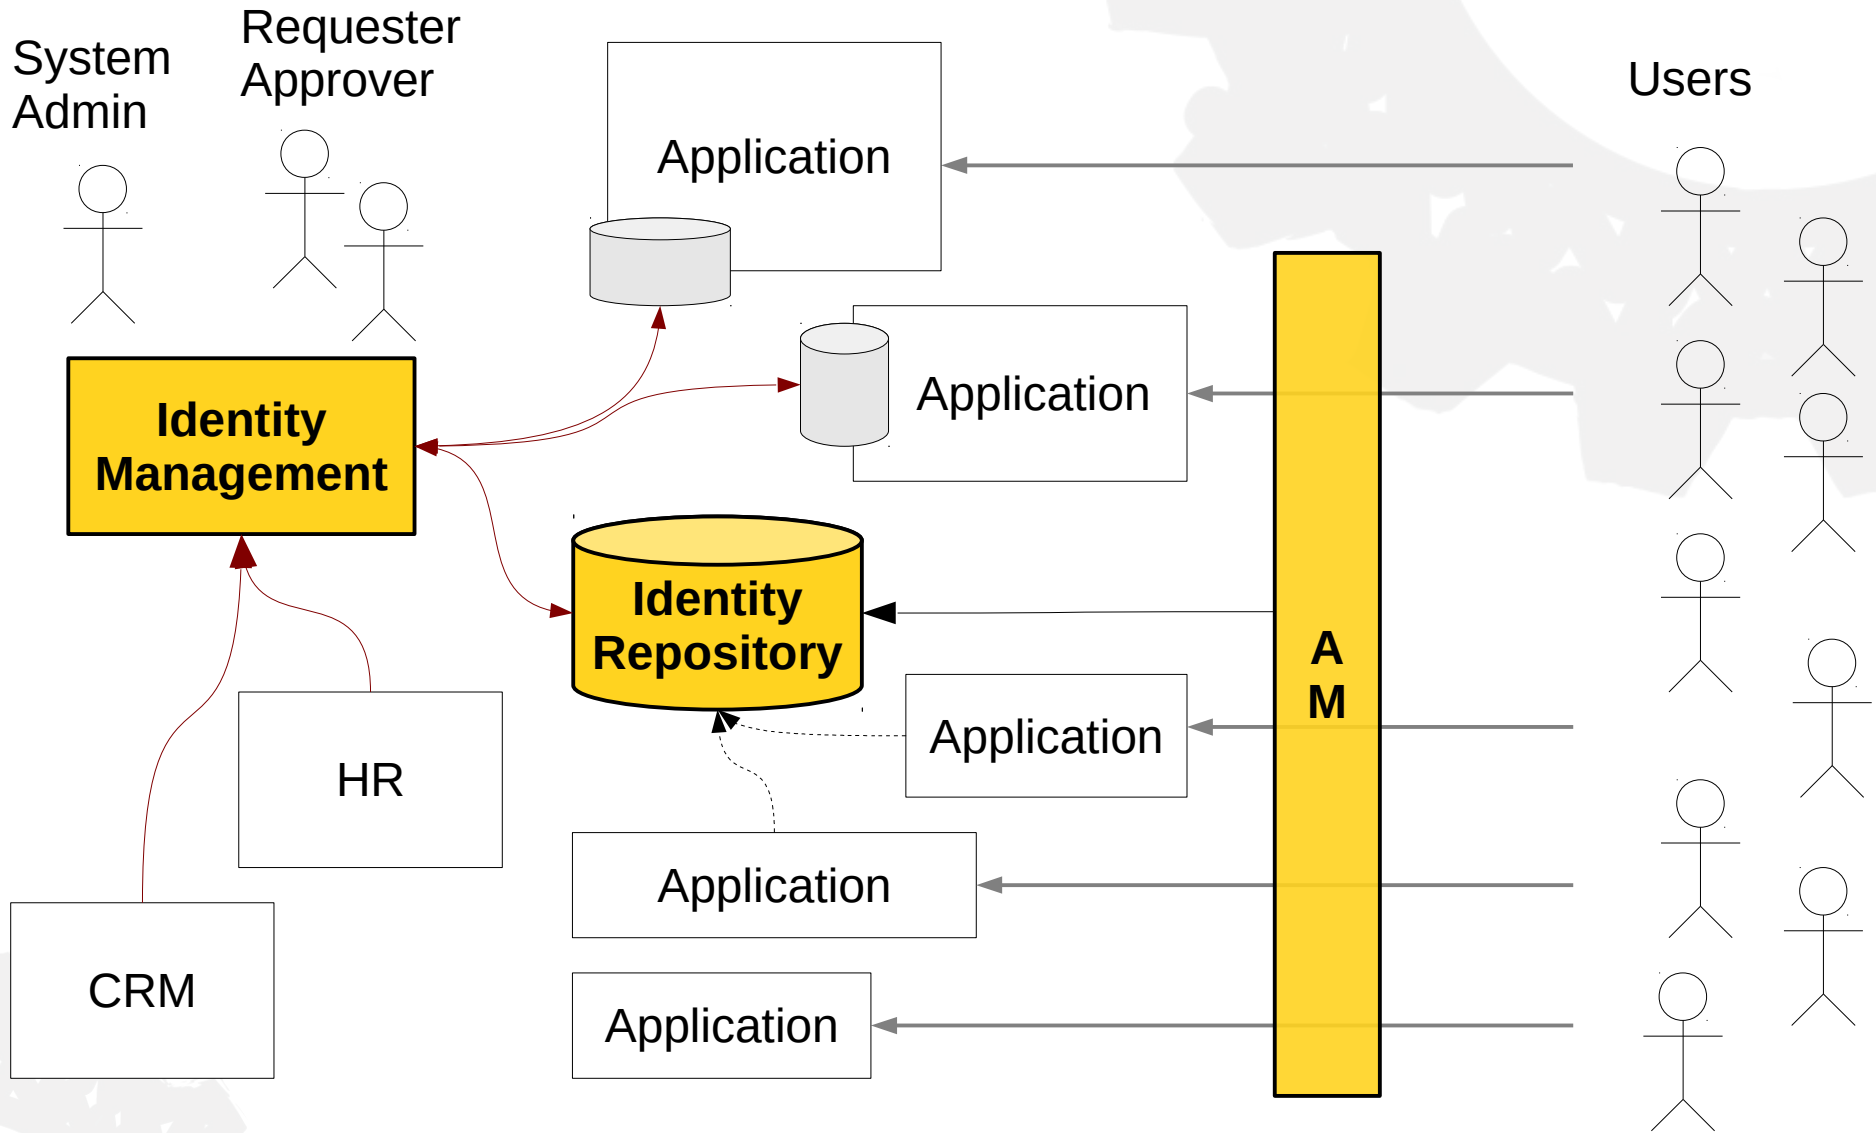 System
Admin
Requester
Approver
Users
Application
Application
Identity
Management
Identity
Repository
A
M
Application
HR
Application
CRM
Application